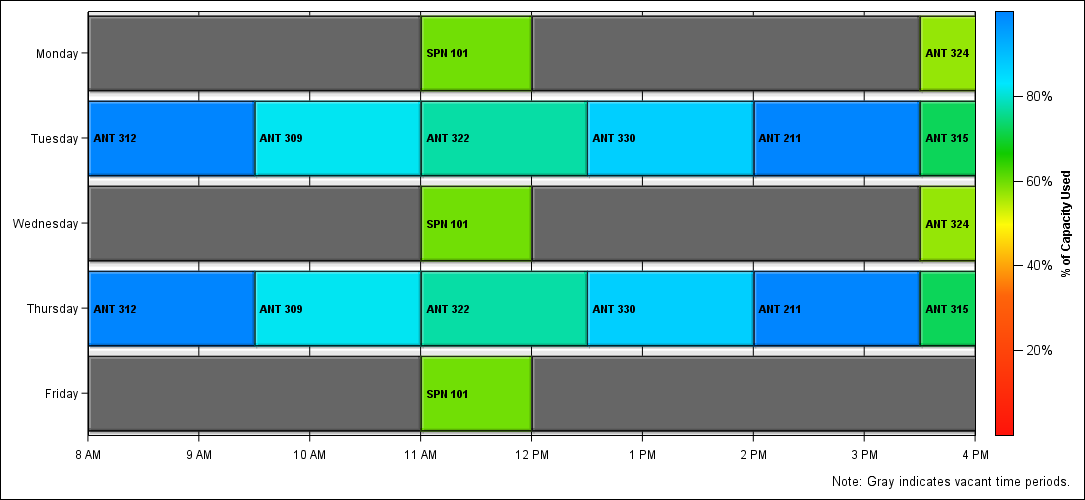 Monday
SPN 101
ANT 324
Tuesday
ANT 312
ANT 309
ANT 322
ANT 330
ANT 211
ANT 315
Wednesday
SPN 101
ANT 324
Thursday
ANT 312
ANT 309
ANT 322
ANT 330
ANT 211
ANT 315
Friday
SPN 101
8 AM
9 AM
10 AM
11 AM
12 PM
1 PM
2 PM
3 PM
4 PM
80%
60%
40%
20%
% of Capacity Used
Note: Gray indicates vacant time periods.